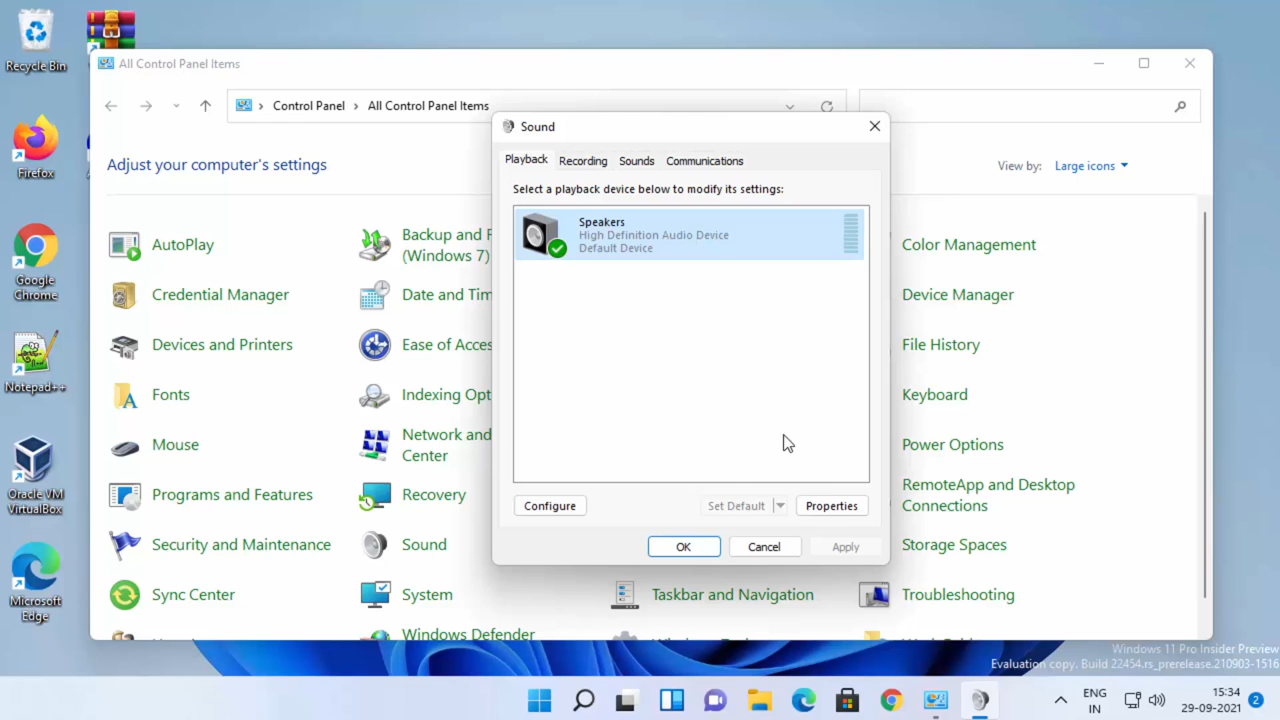 Recycle Bin
Firefox
Google
Chrome
Notepad++
Oracle VM
VirtualBox
Microsoft
Edge
All Control Panel Items
Control Panel
All Control Panel Items
Adjust your computer's settings
View by:
Large icons
AutoPlay
Credential Manager
Devices and Printers
Fonts
Mouse
Programs and Features
Security and Maintenance
Sync Center
Backup and
(Windows 7)
Date and
Ease of
Indexing
Network and
Center
Recovery
Sound
System
Windows Defender
Taskbar and Navigation
Color Management
Device Manager
File History
Keyboard
Power Options
RemoteApp and Desktop
Connections
Storage Spaces
Troubleshooting
Sound
Playback
Recording
Sounds
Communications
Select a playback device below to modify its settings:
Speakers
High Definition Audio Device
Default Device
Configure
Set Default
Properties
OK
Cancel
Apply
Windows 11 Pro Insider Preview
Evaluation copy. Build 22454.rs_prerelease.210903-1516
ENG
IN
15:34
29-09-2021
2